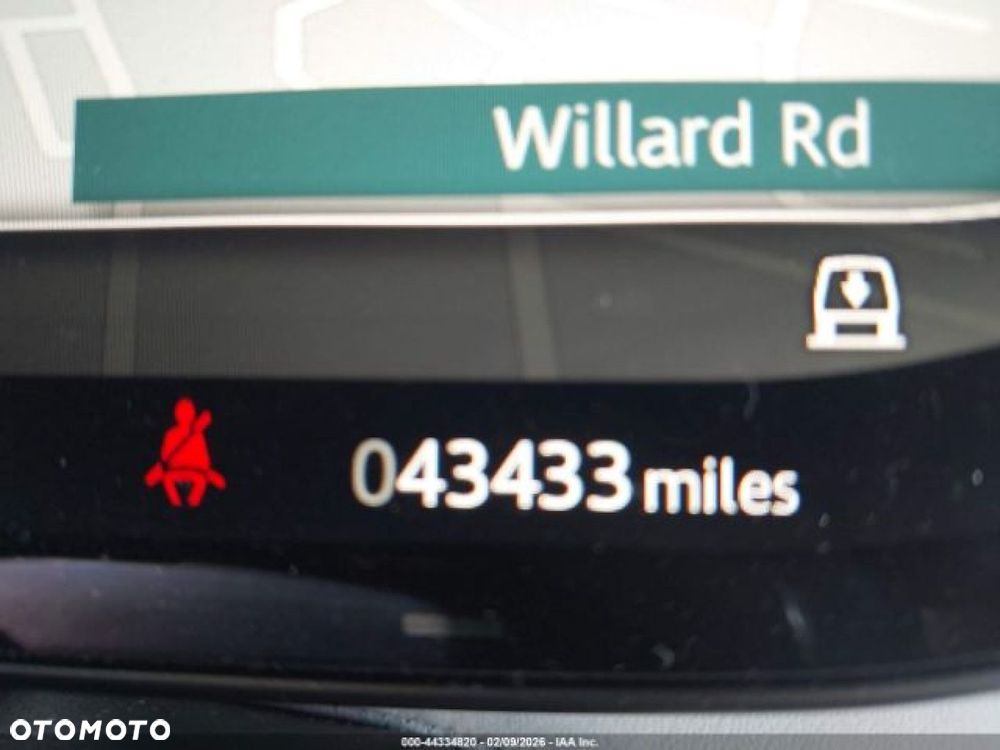 Willard Rd
043433 miles
OTOMOTO
000-44334820 - 02/09/2026 - IAA Inc.